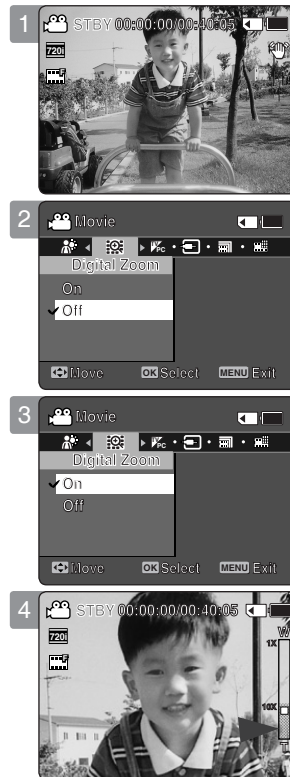 1
STBY 00:00:00/00:40:05
720i
2
Movie
PC
Digital Zoom
On
Off
Move OK Select MENU Exit
3
Movie
PC
Digital Zoom
On
Off
Move OK Select MENU Exit
4
STBY 00:00:00/00:40:05
720i
W
1X
10X
T